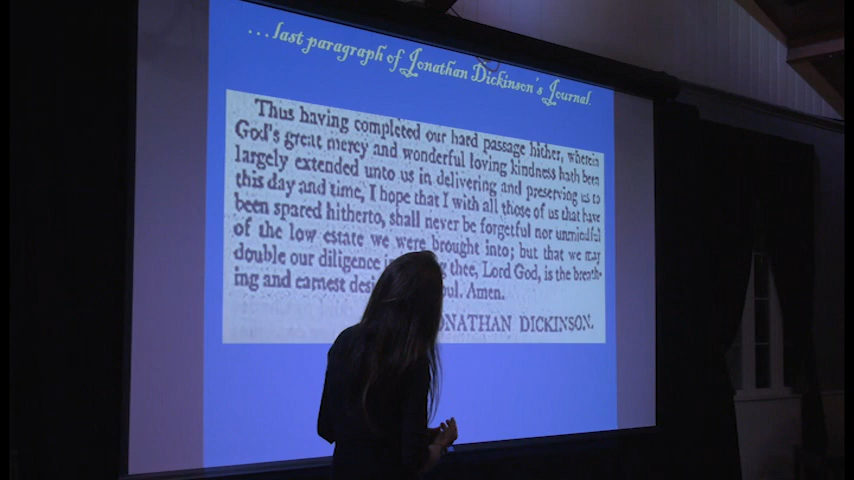 ...last paragraph of Jonathan Dickinson's Journal.
Thus having completed our hard passage hither, wherein
God's great mercy and wonderful loving kindness hath been
largely extended unto us in delivering and preserving us to
this day and time, I hope that I with all those of us that have
been spared hitherto, shall never be forgetful nor unmindful
of the low estate we were brought into; but that we may
double our diligence thee, Lord God, is the breath-
ing and earnest Amen.
JONATHAN DICKINSON.